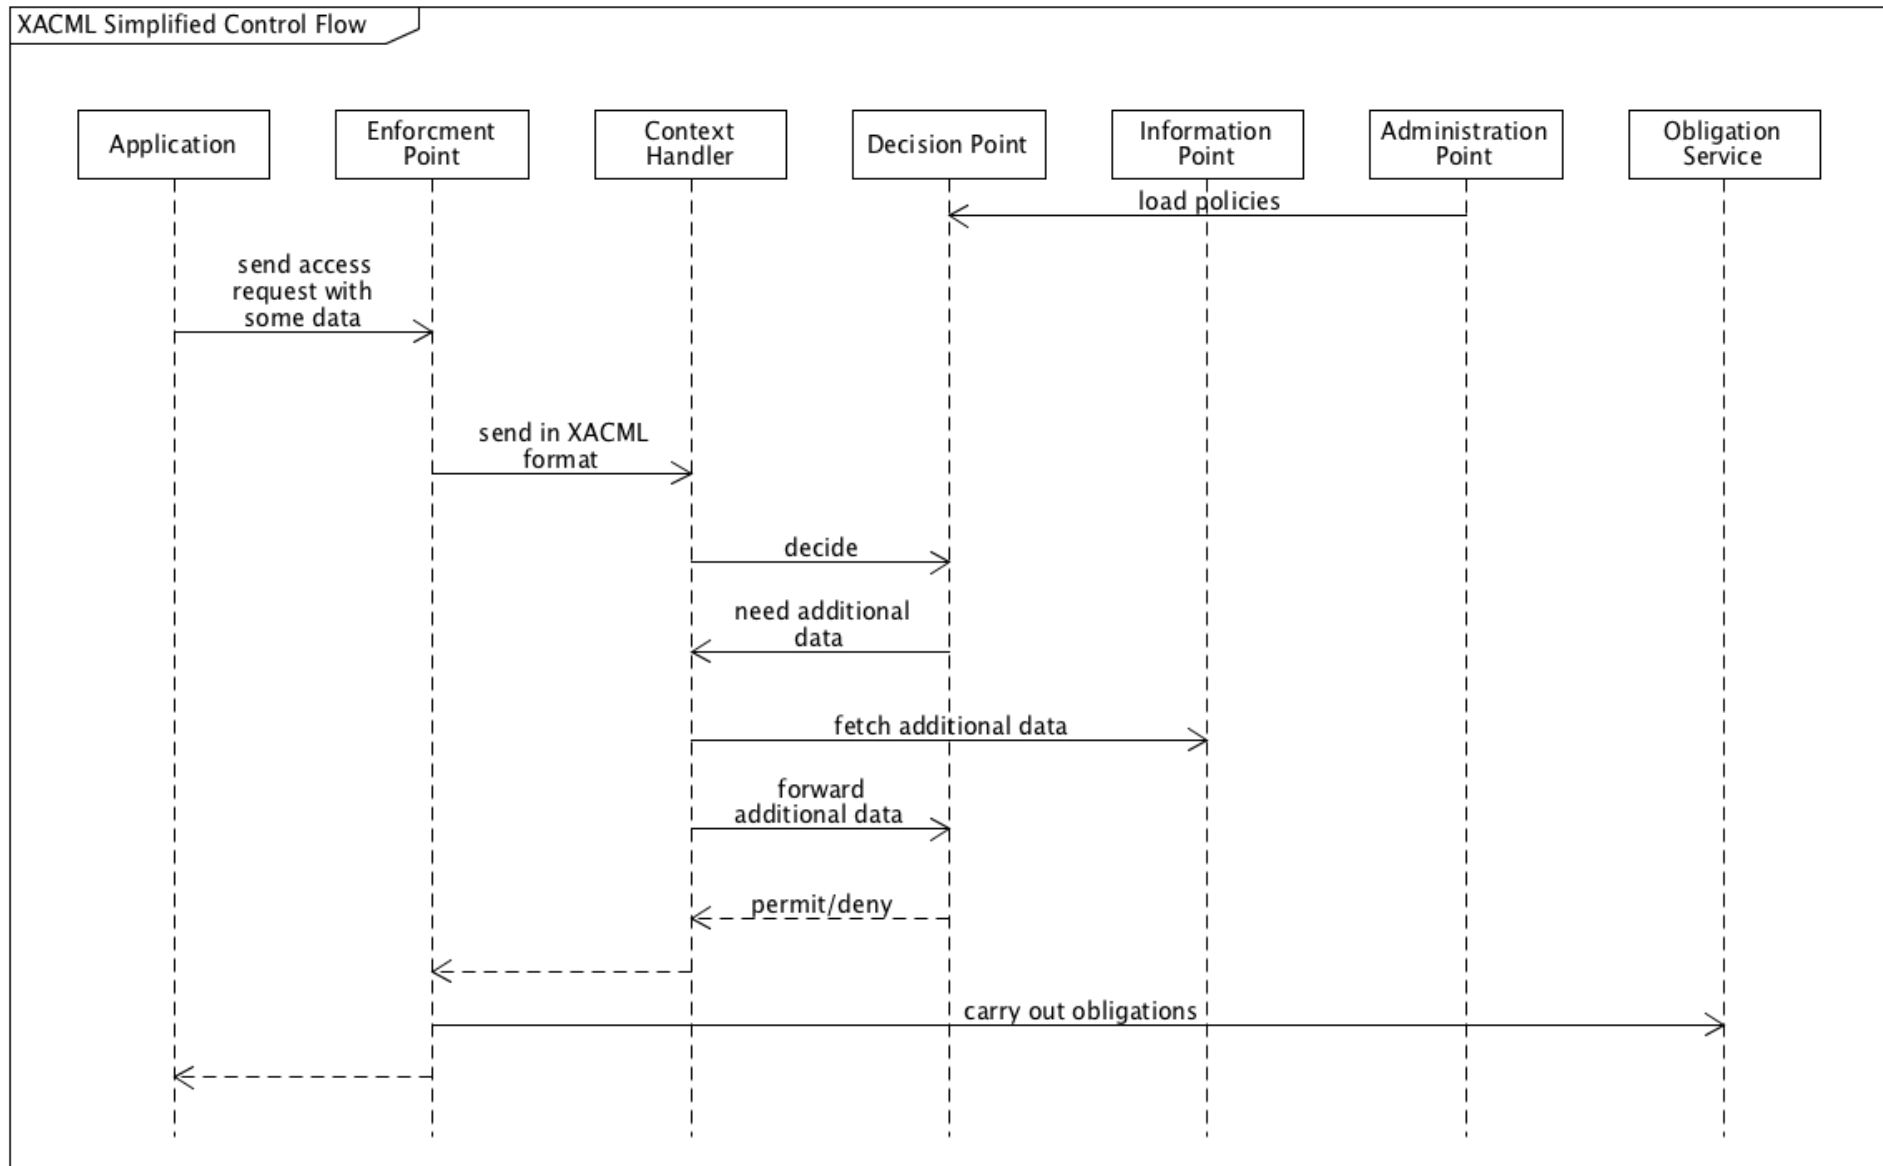 XACML Simplified Control Flow
Application
Enforcment
Point
Context
Handler
Decision Point
Information
Point
Administration
Point
Obligation
Service
load policies
send access
request with
some data
send in XACML
format
decide
need additional
data
fetch additional data
forward
additional data
permit/deny
carry out obligations